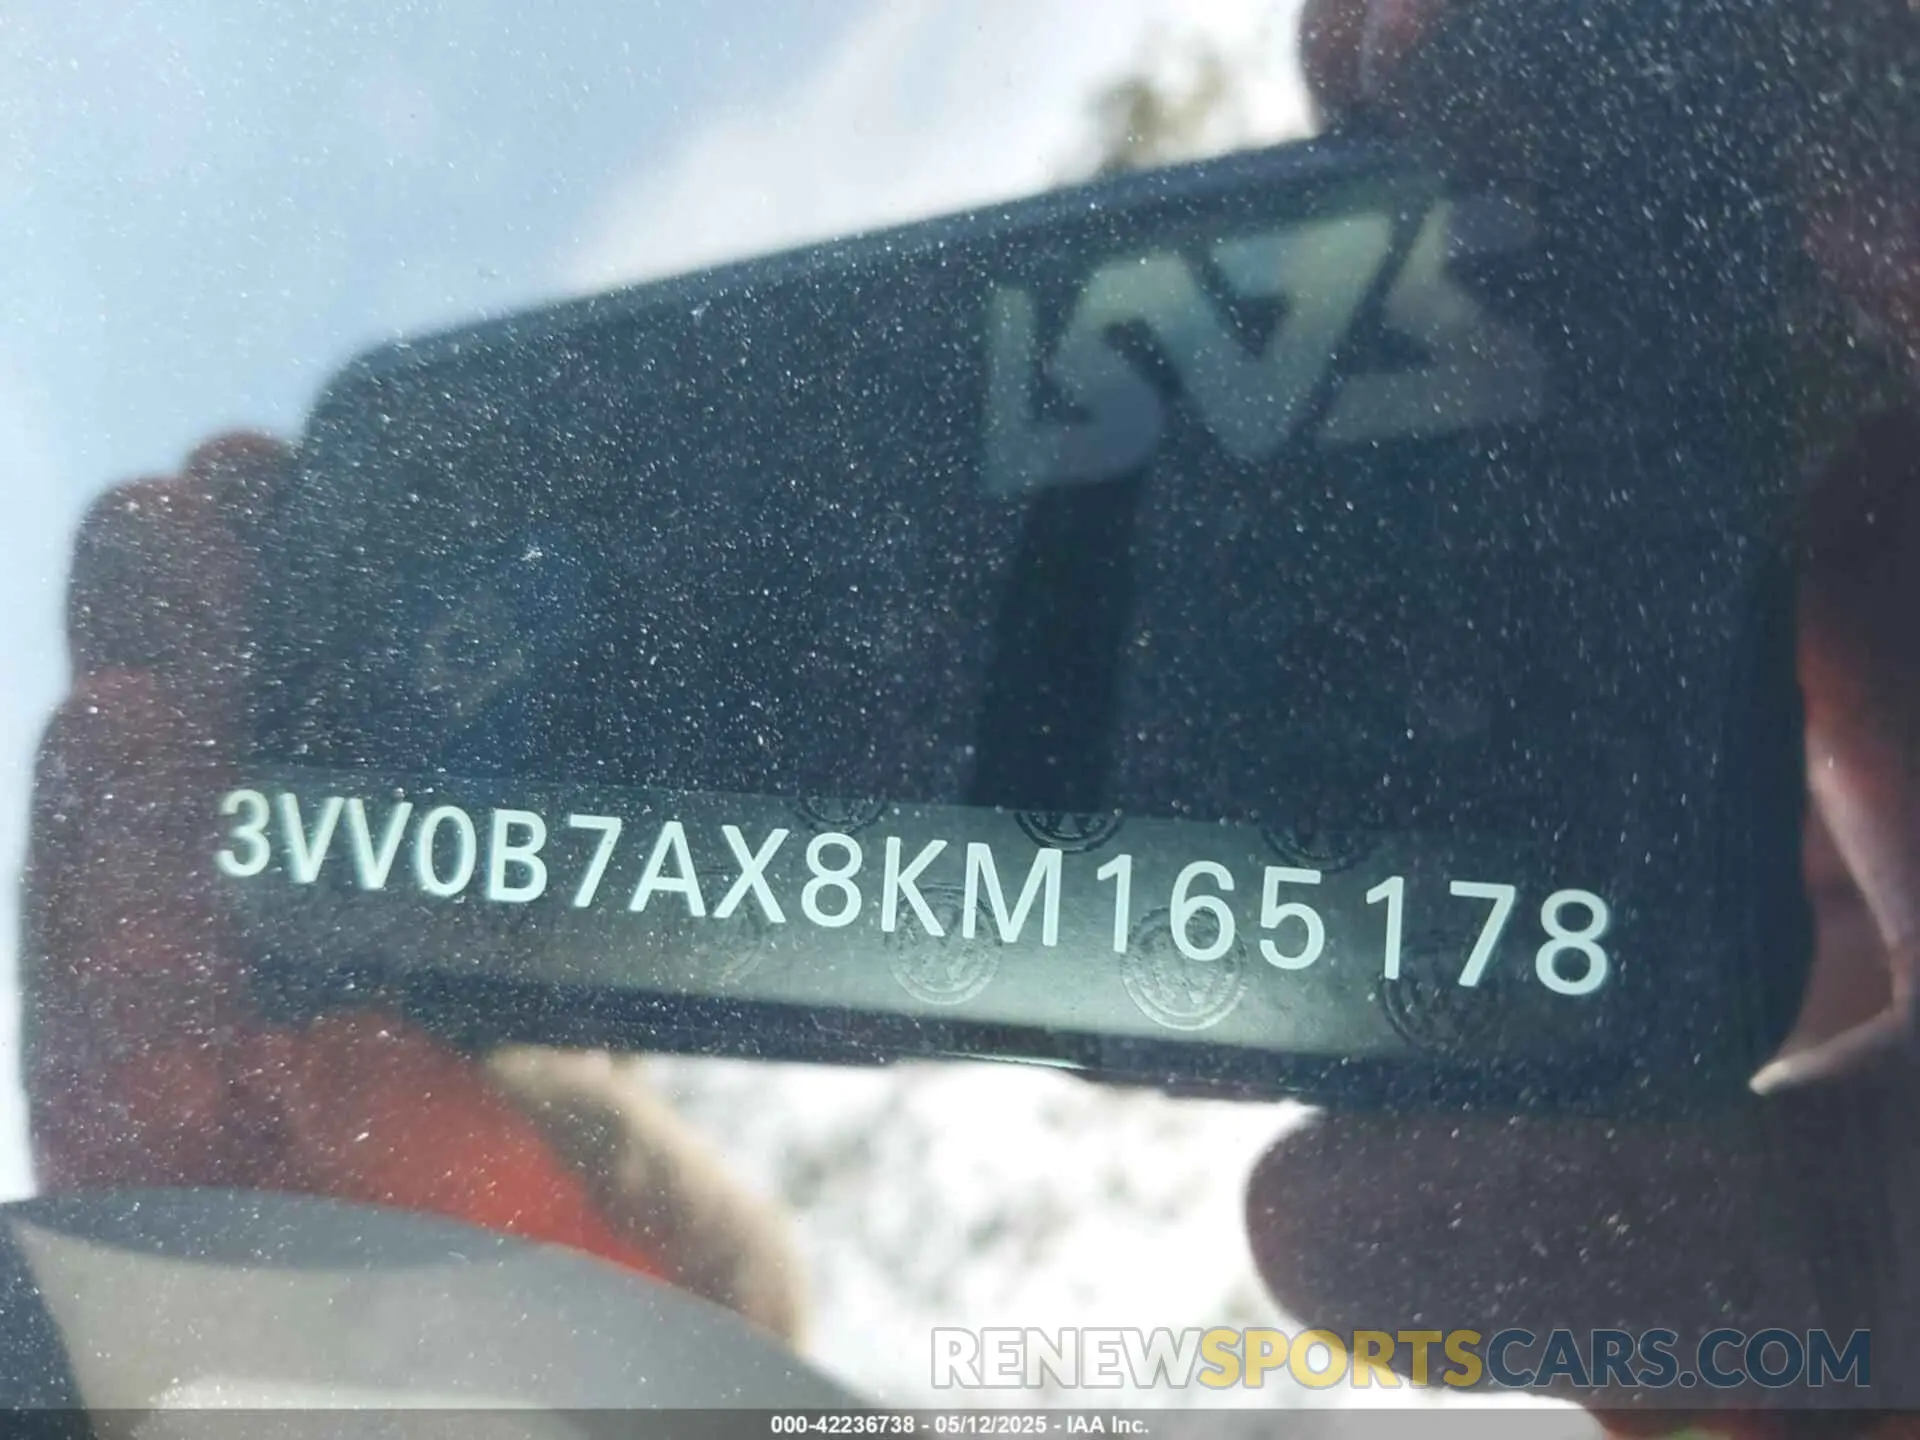 3VV0B7AX8KM165178
RENEWSPORTSCARS.COM
000-42236738 - 05/12/2025 - IAA Inc.